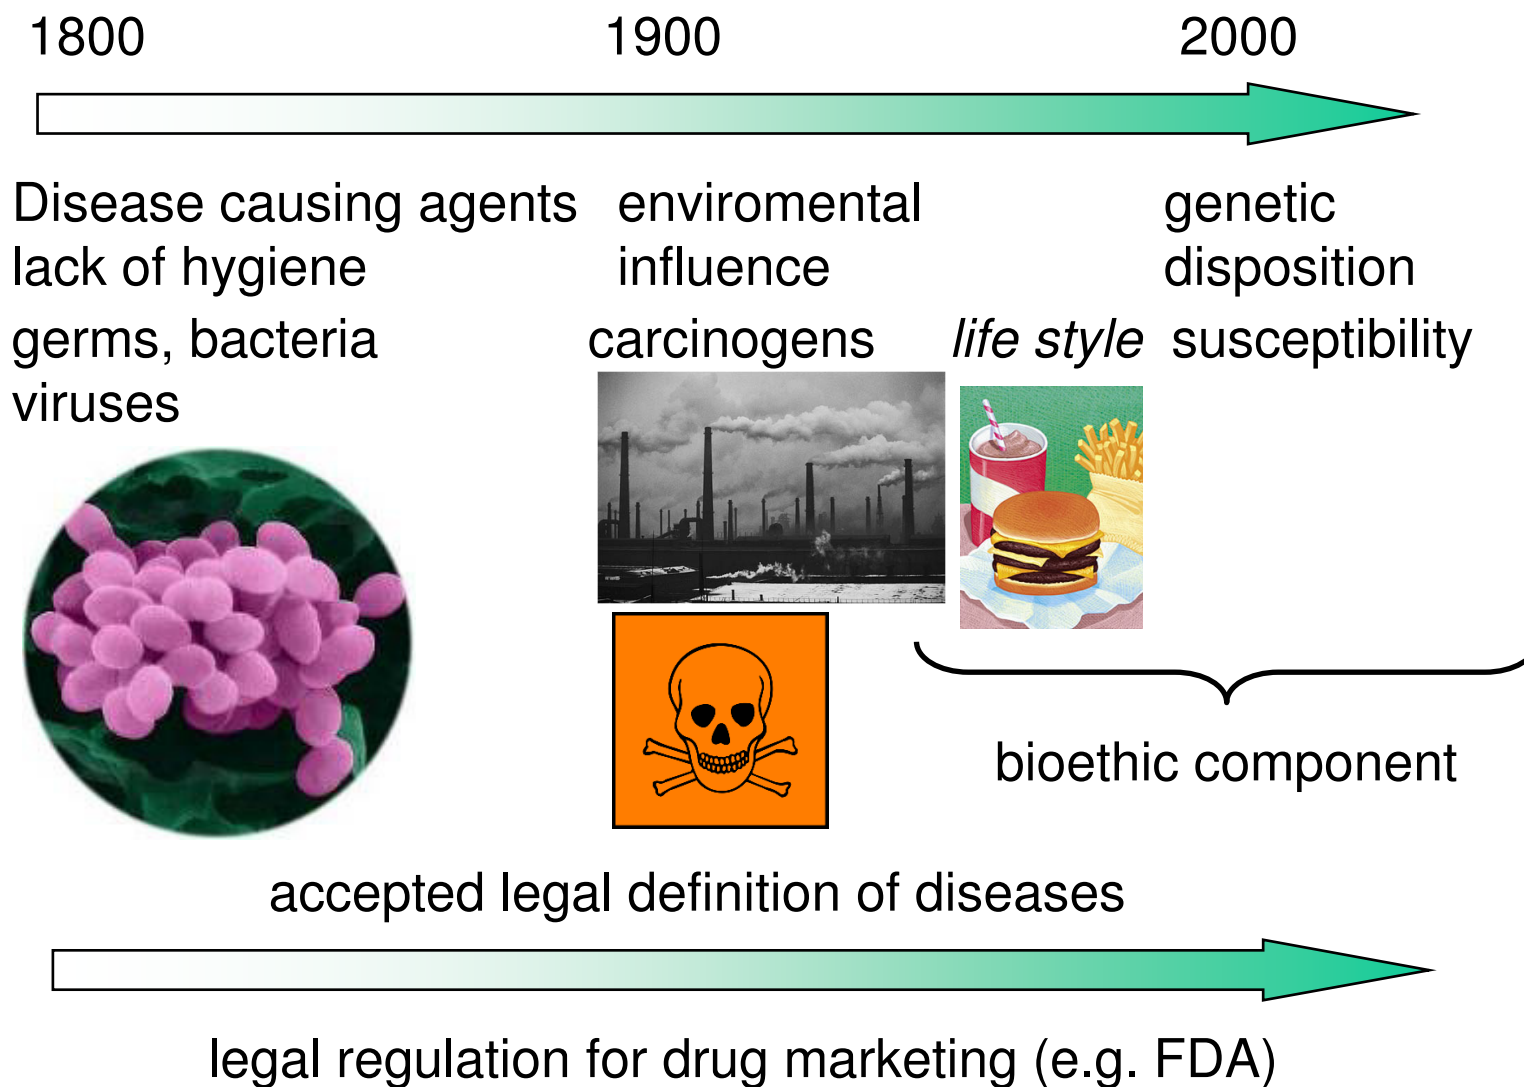 1800 1900 2000
Disease causing agents enviromental genetic
lack of hygiene influence disposition
germs, bacteria carcinogens life style susceptibility
viruses
bioethic component
accepted legal definition of diseases
legal regulation for drug marketing (e.g. FDA)